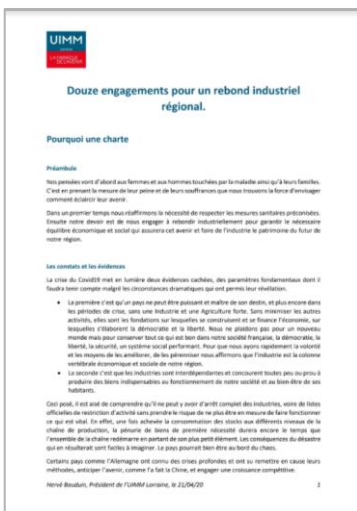 UIMM
LA FABRIQUE
DE L'AVENIR
Douze engagements pour un rebond industriel
régional.
Pourquoi une charte
Préambule
Nos pensées vont d'abord aux femmes et aux hommes touchées par la maladie ainsi qu'à leurs familles.
C'est en prenant la mesure de leur peine et de leurs souffrances que nous trouvons la force d'envisager
comment éclaircir leur avenir.
Dans un premier temps nous réaffirmons la nécessité de respecter les mesures sanitaires préconisées.
Ensuite notre devoir est de nous engager à rebondir industriellement pour garantir le nécessaire
équilibre économique et social qui assurera cet avenir et faire de l'industrie le patrimoine du futur de
notre région.
Les constats et les évidences
La crise du Covid19 met en lumière deux évidences cachées, des paramètres fondamentaux dont il
faudra tenir compte malgré les circonstances dramatiques qui ont permis leur révélation.
• La première c'est qu'un pays ne peut être puissant et maître de son destin, et plus encore dans
les périodes de crise, sans une Industrie et une Agriculture forte. Sans minimiser les autres
activités, elles sont les fondations sur lesquelles se construisent et se finance l'économie, sur
lesquelles s'élaborent la démocratie et la liberté. Nous ne plaidons pas pour un nouveau
monde mais pour conserver tout ce qui est bon dans notre société française, la démocratie, la
liberté, la sécurité, un système social performant. Pour que nous ayons rapidement la volonté
et les moyens de les améliorer, de les pérenniser nous affirmons que l'industrie est la colonne
vertébrale économique et sociale de notre région.
• La seconde c'est que les industries sont interdépendantes et concourent toutes peu ou prou à
produire des biens indispensables au fonctionnement de notre société et au bien-être de ses
habitants.
Ceci posé, il est aisé de comprendre qu'il ne peut y avoir d'arrêt complet des industries, voire de listes
officielles de restriction d'activité sans prendre le risque de ne plus être en mesure de faire fonctionner
ce qui est vital. En effet, une fois achevée la consommation des stocks aux différents niveaux de la
chaîne de production, la pénurie de biens de première nécessité durera encore le temps que
l'ensemble de la chaîne redémarre en partant de son plus petit élément. Les conséquences du désastre
qui en résulteraient sont faciles à imaginer. Le pays pourrait bien être au bord du chaos.
Certains pays comme l'Allemagne ont connu des crises profondes et ont su remettre en cause leurs
méthodes, anticiper l'avenir, comme l'a fait la Chine, et engager une croissance compétitive.
Hervé Bauduin, Président de l'UIMM Lorraine, le 21/04/20 1